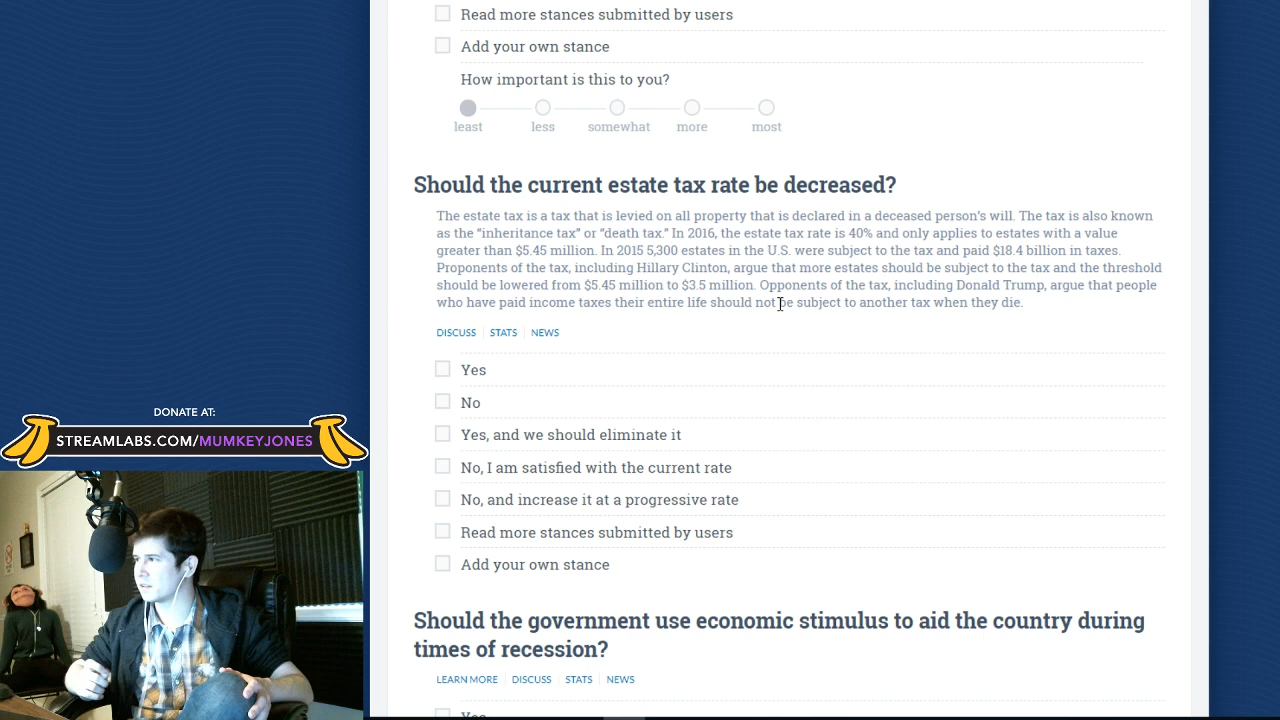 Read more stances submitted by users
Add your own stance
How important is this to you?
least less somewhat more most
Should the current estate tax rate be decreased?
The estate tax is a tax that is levied on all property that is declared in a deceased person's will. The tax is also known
as the “inheritance tax” or “death tax.” In 2016, the estate tax rate is 40% and only applies to estates with a value
greater than $5.45 million. In 2015 5,300 estates in the U.S. were subject to the tax and paid $18.4 billion in taxes.
Proponents of the tax, including Hillary Clinton, argue that more estates should be subject to the tax and the threshold
should be lowered from $5.45 million to $3.5 million. Opponents of the tax, including Donald Trump, argue that people
who have paid income taxes their entire life should not be subject to another tax when they die.
DISCUSS STATS NEWS
Yes
No
Yes, and we should eliminate it
No, I am satisfied with the current rate
No, and increase it at a progressive rate
Read more stances submitted by users
Add your own stance
Should the government use economic stimulus to aid the country during
times of recession?
LEARN MORE DISCUSS STATS NEWS
Yes
DONATE AT:
STREAMLABS.COM/MUMKEYJONES